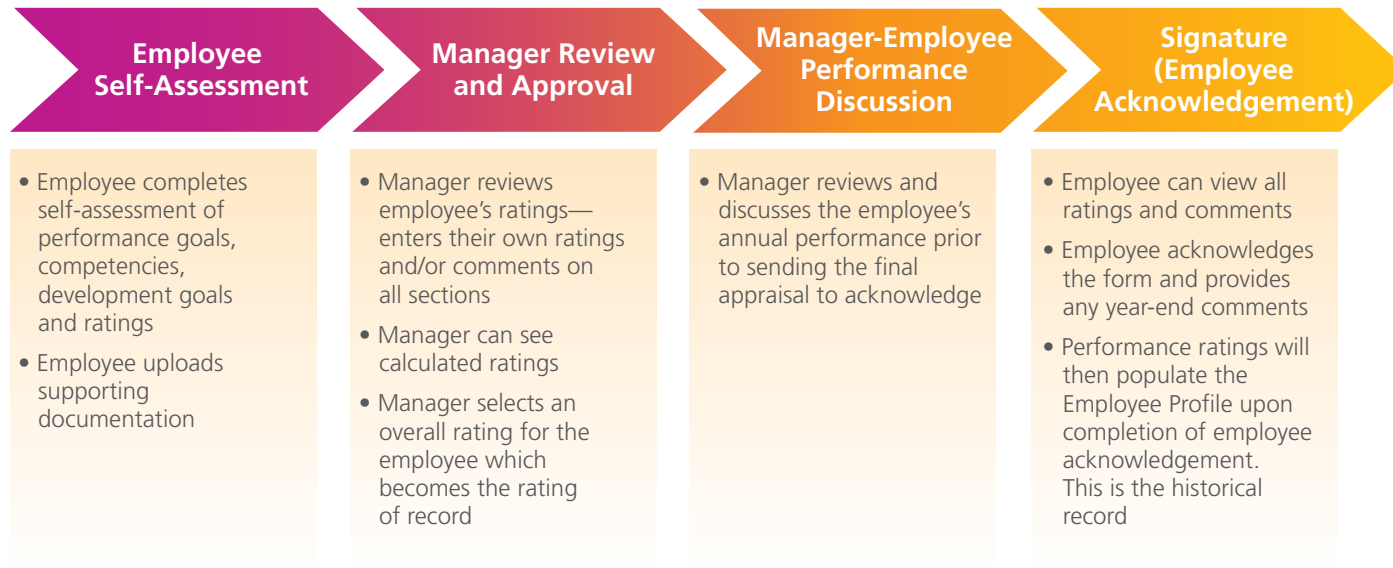 Employee
Self-Assessment
Manager Review
and Approval
Manager-Employee
Performance
Discussion
Signature
(Employee
Acknowledgement)
• Employee completes
self-assessment of
performance goals,
competencies,
development goals
and ratings
• Employee uploads
supporting
documentation
• Manager reviews
employee's ratings—
enters their own ratings
and/or comments on
all sections
• Manager can see
calculated ratings
• Manager selects an
overall rating for the
employee which
becomes the rating
of record
• Manager reviews and
discusses the employee's
annual performance prior
to sending the final
appraisal to acknowledge
• Employee can view all
ratings and comments
• Employee acknowledges
the form and provides
any year-end comments
• Performance ratings will
then populate the
Employee Profile upon
completion of employee
acknowledgement.
This is the historical
record